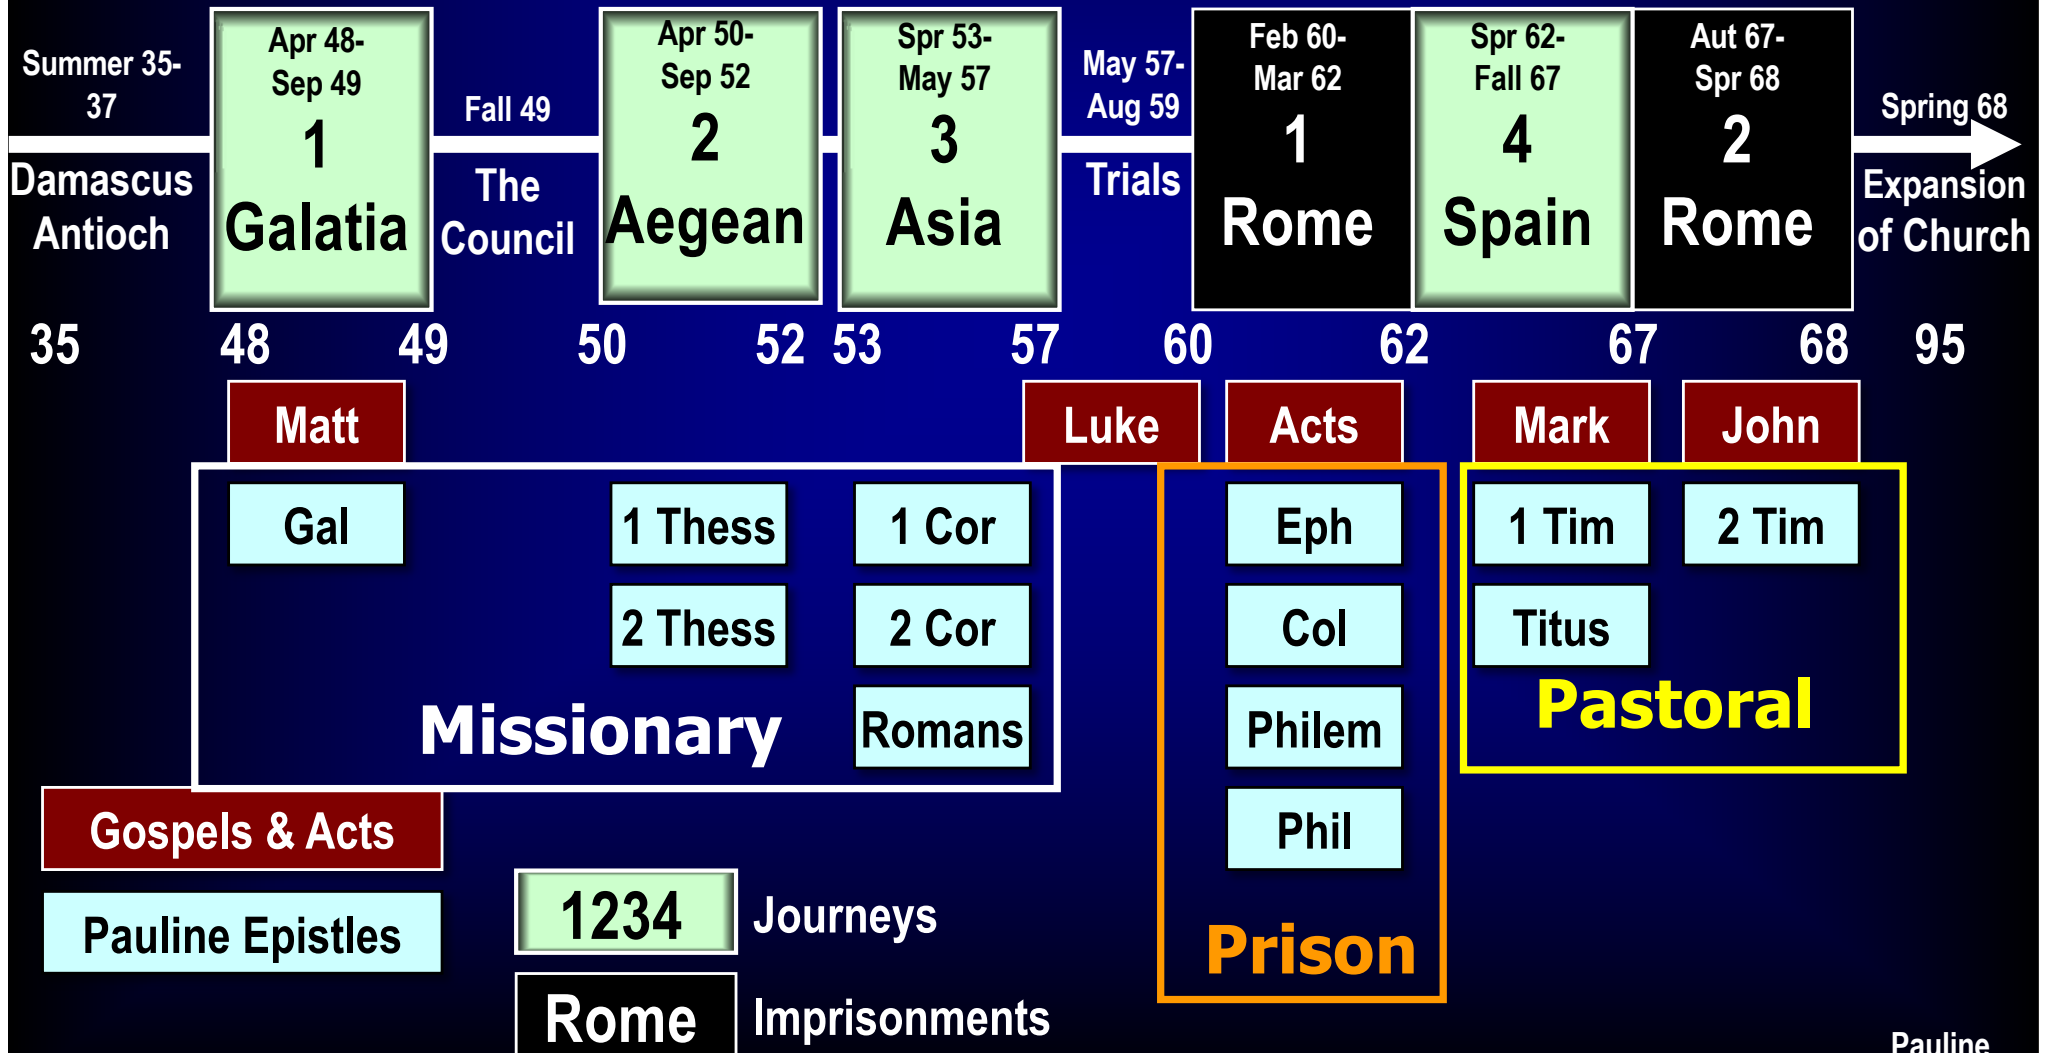 Summer 35-
37
Damascus
Antioch
Apr 48-
Sep 49
1
Galatia
Fall 49
The
Council
Apr 50-
Sep 52
2
Aegean
Spr 53-
May 57
3
Asia
May 57-
Aug 59
Trials
Feb 60-
Mar 62
1
Rome
Spr 62-
Fall 67
4
Spain
Aut 67-
Spr 68
2
Rome
Spring 68
Expansion
of Church
35 48 49 50 52 53 57 60 62 67 68 95
Matt Luke Acts Mark John
Gal 1 Thess 1 Cor Eph 1 Tim 2 Tim
2 Thess 2 Cor Col Titus
Missionary Romans Philem Pastoral
Gospels & Acts Phil
Pauline Epistles 1234 Journeys Prison
Rome Imprisonments
Pauline